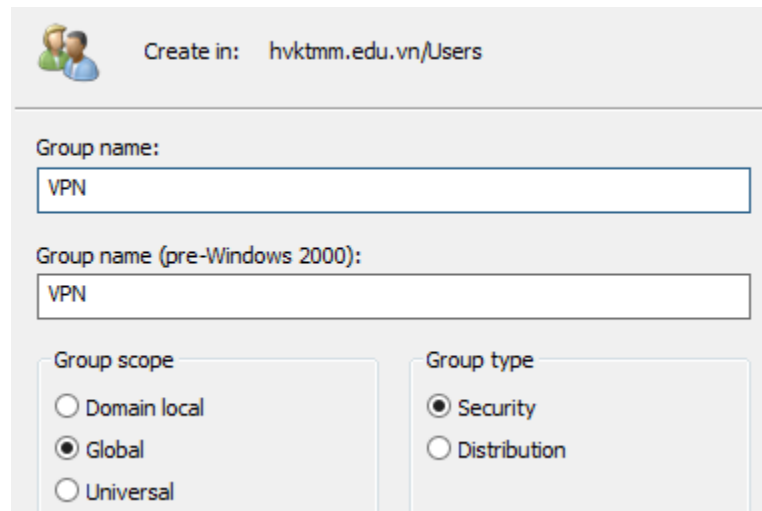 Create in: hvktmm.edu.vn/Users
Group name:
VPN
Group name (pre-Windows 2000):
VPN
Group scope
Domain local
Global
Universal
Group type
Security
Distribution